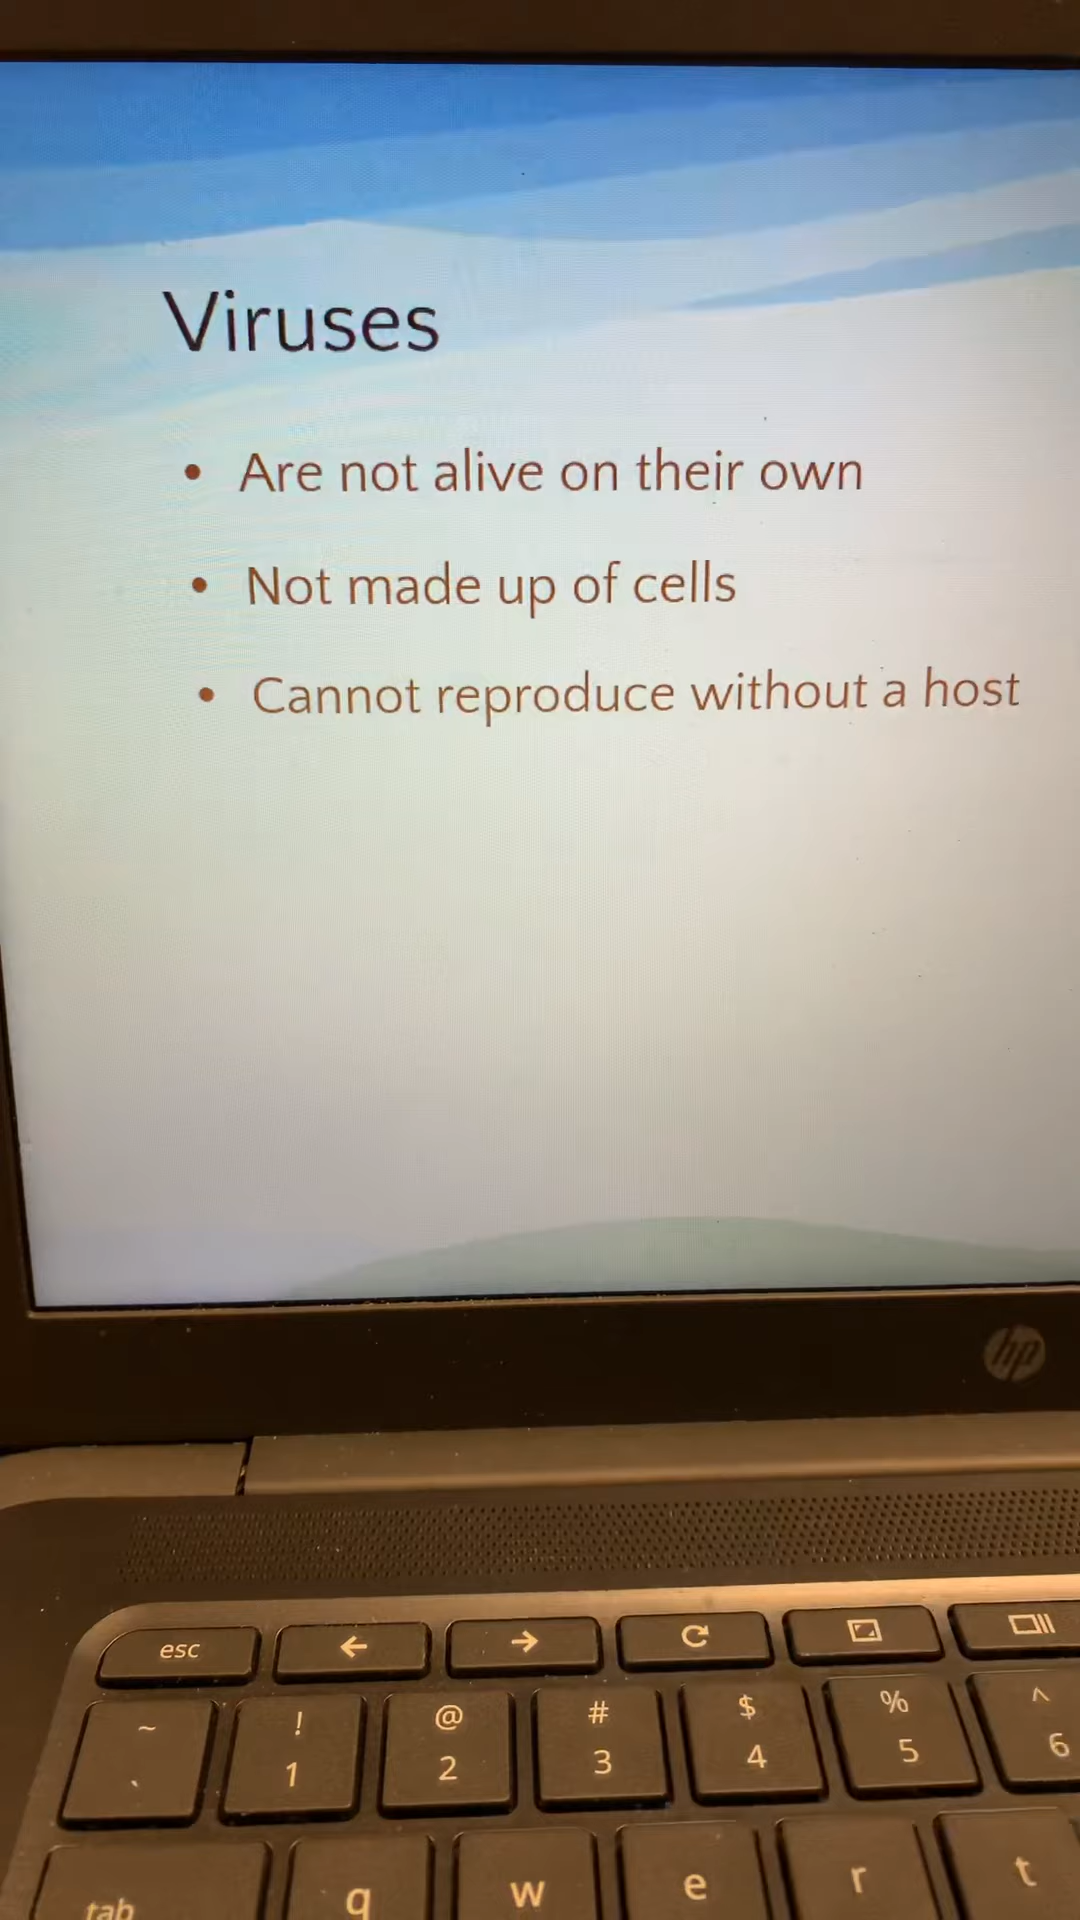 Viruses
• Are not alive on their own
• Not made up of cells
• Cannot reproduce without a host
hp
esc
~ ! @ # $ % ^
` 1 2 3 4 5 6
tab q w e r t